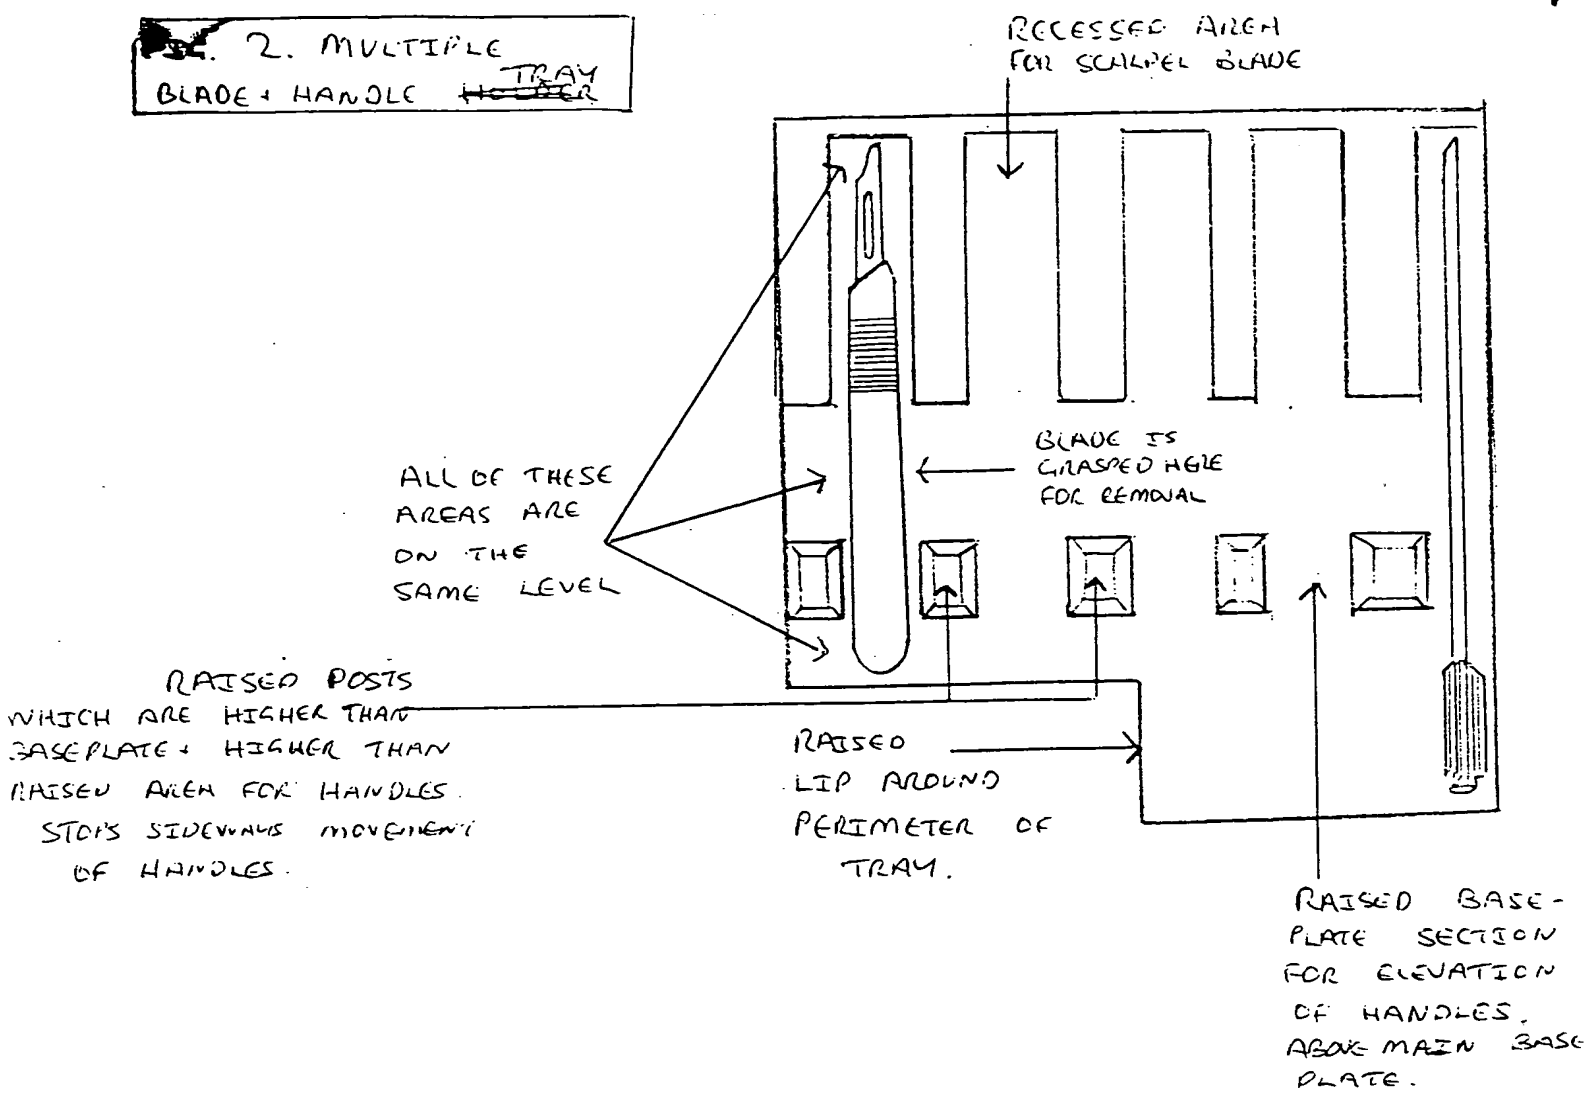 FIG. 2. MULTIPLE
BLADE + HANDLE HOLDER TRAY
RECESSED AREA
FOR SCALPEL BLADE
BLADE IS
GRASPED HERE
FOR REMOVAL
ALL OF THESE
AREAS ARE
ON THE
SAME LEVEL
RAISED POSTS
WHICH ARE HIGHER THAN
BASEPLATE + HIGHER THAN
RAISED AREA FOR HANDLES.
STOPS SIDEWAYS MOVEMENT
OF HANDLES.
RAISED
LIP AROUND
PERIMETER OF
TRAY.
RAISED BASE-
PLATE SECTION
FOR ELEVATION
OF HANDLES.
ABOVE MAIN BASE
PLATE.